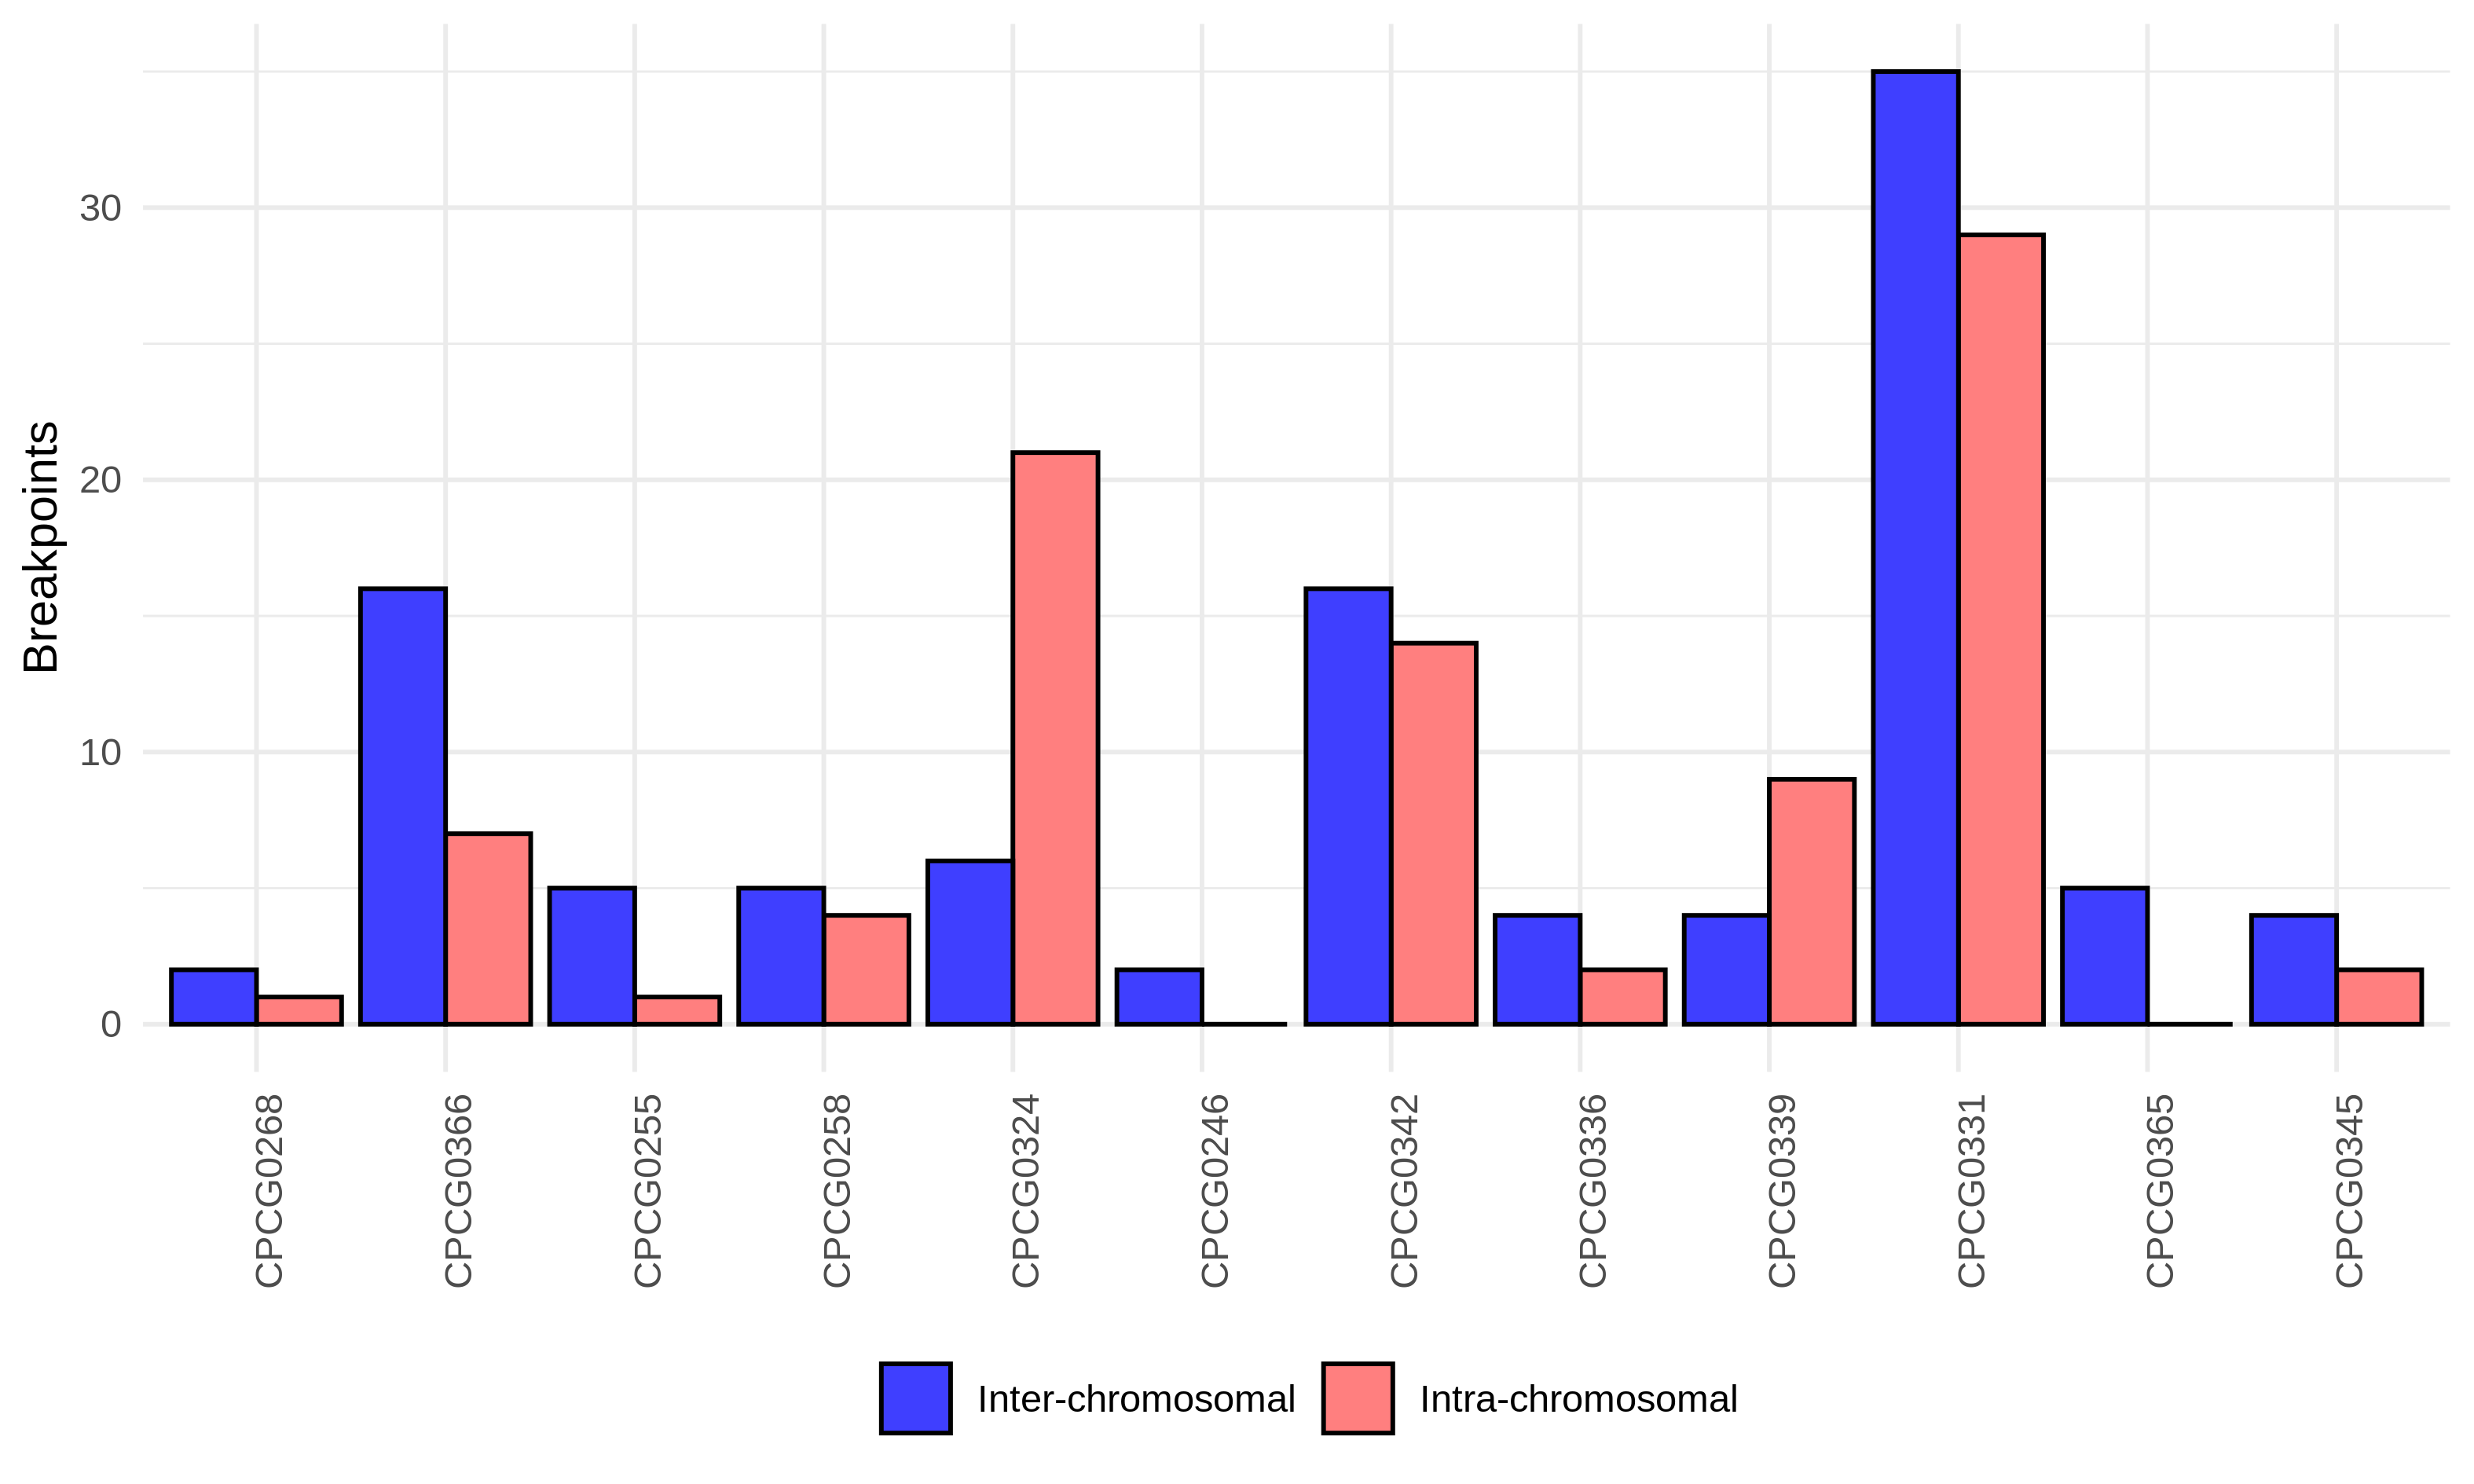 Breakpoints
30
20
10
0
CPCG0268
CPCG0366
CPCG0255
CPCG0258
CPCG0324
CPCG0246
CPCG0342
CPCG0336
CPCG0339
CPCG0331
CPCG0365
CPCG0345
Inter-chromosomal
Intra-chromosomal